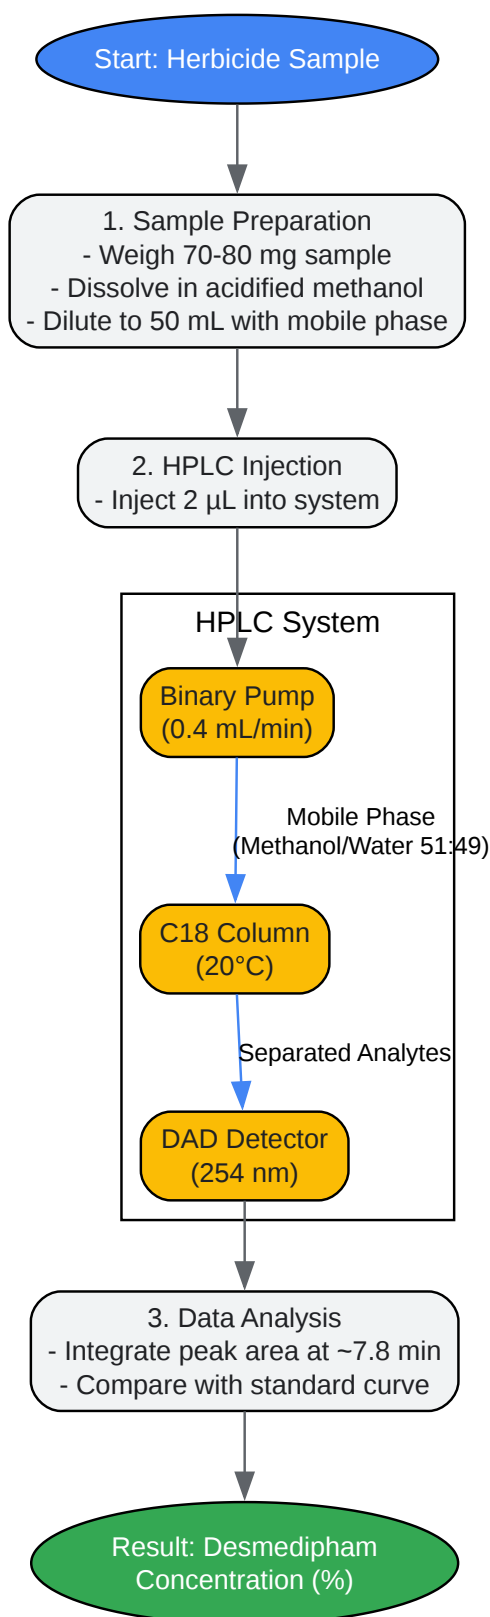 Start: Herbicide Sample
1. Sample Preparation
- Weigh 70-80 mg sample
- Dissolve in acidified methanol
- Dilute to 50 mL with mobile phase
2. HPLC Injection
- Inject 2 µL into system
HPLC System
Binary Pump
(0.4 mL/min)
Mobile Phase
(Methanol/Water 51:49)
C18 Column
(20°C)
Separated Analytes
DAD Detector
(254 nm)
3. Data Analysis
- Integrate peak area at ~7.8 min
- Compare with standard curve
Result: Desmedipham
Concentration (%)